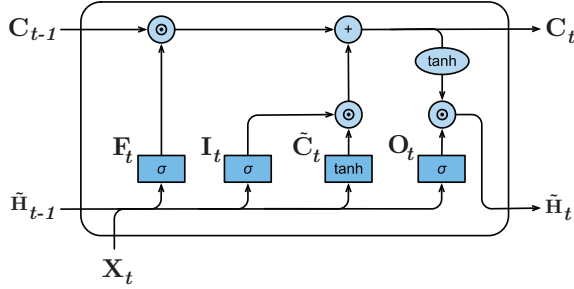 C_{t-1} ⊙ + C_t
tanh
⊙ ⊙
F_t I_t C̃_t O_t
σ σ tanh σ
H̃_{t-1} H̃_t
X_t